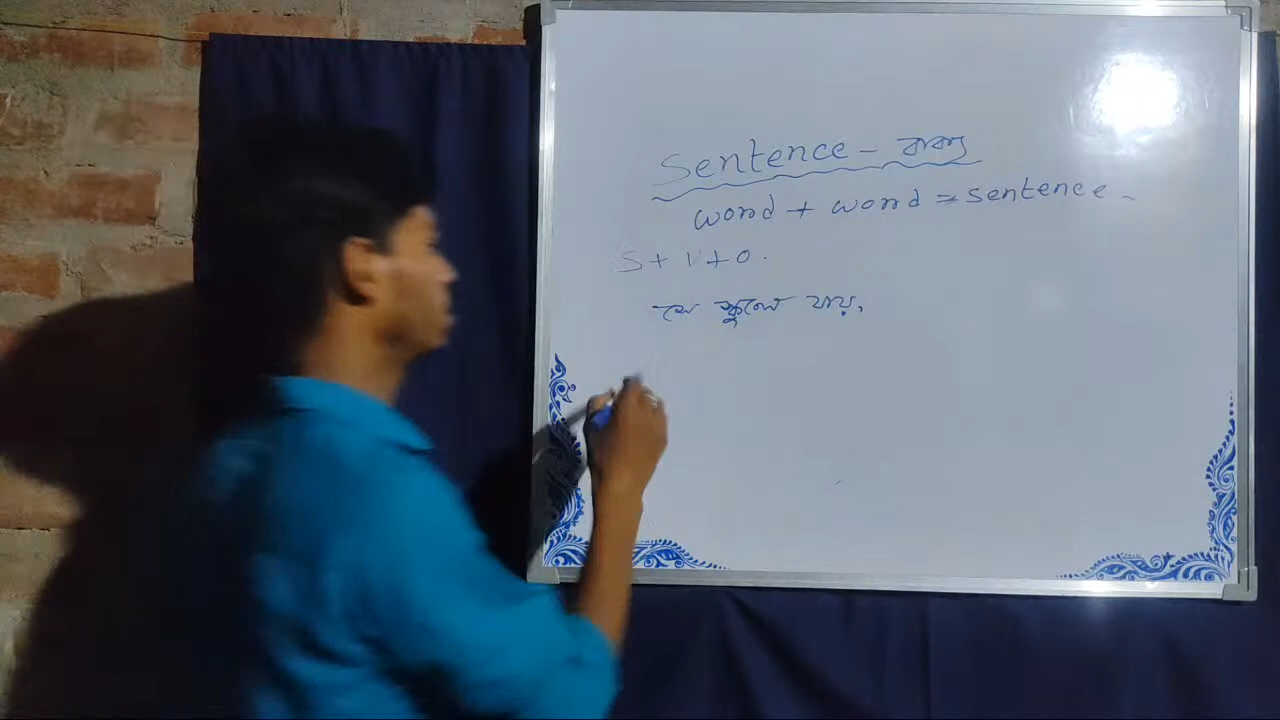 Sentence - বাক্য
word + word = sentence -
S + V + O .
সে স্কুলে যায়,